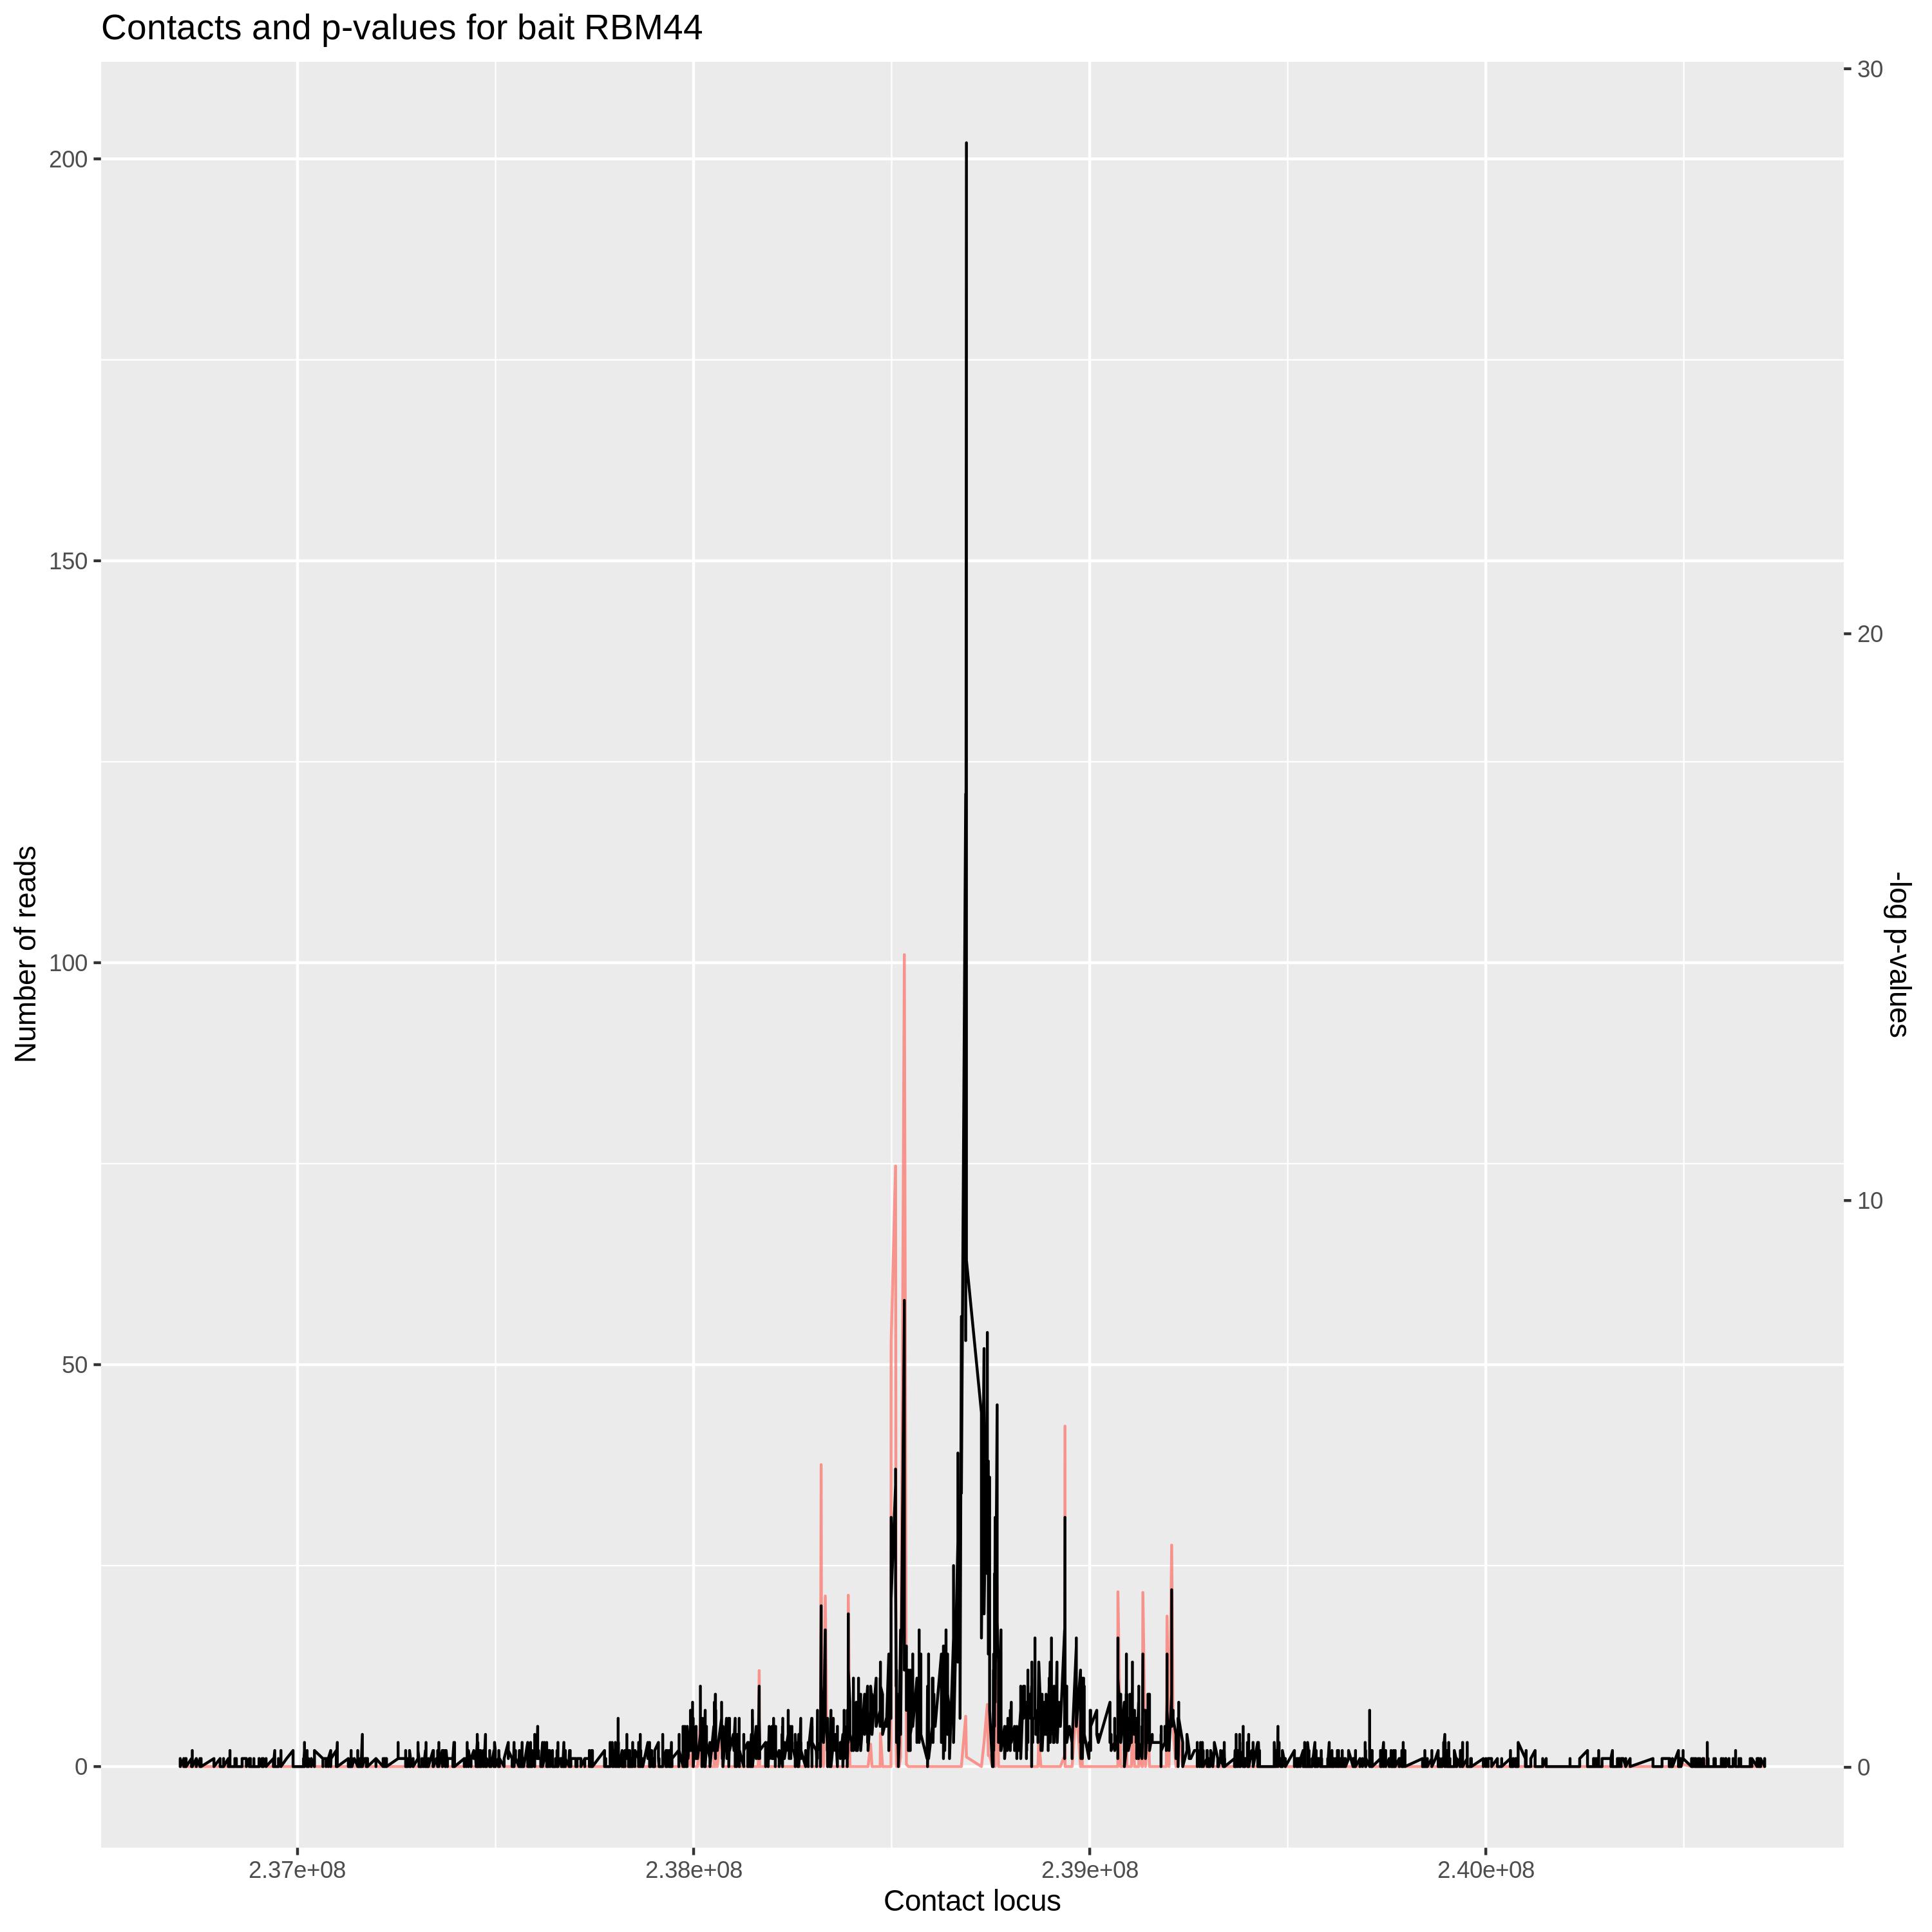 Contacts and p-values for bait RBM44
Number of reads
200
150
100
50
0
30
20
10
0
-log p-values
2.37e+08 2.38e+08 2.39e+08 2.40e+08
Contact locus